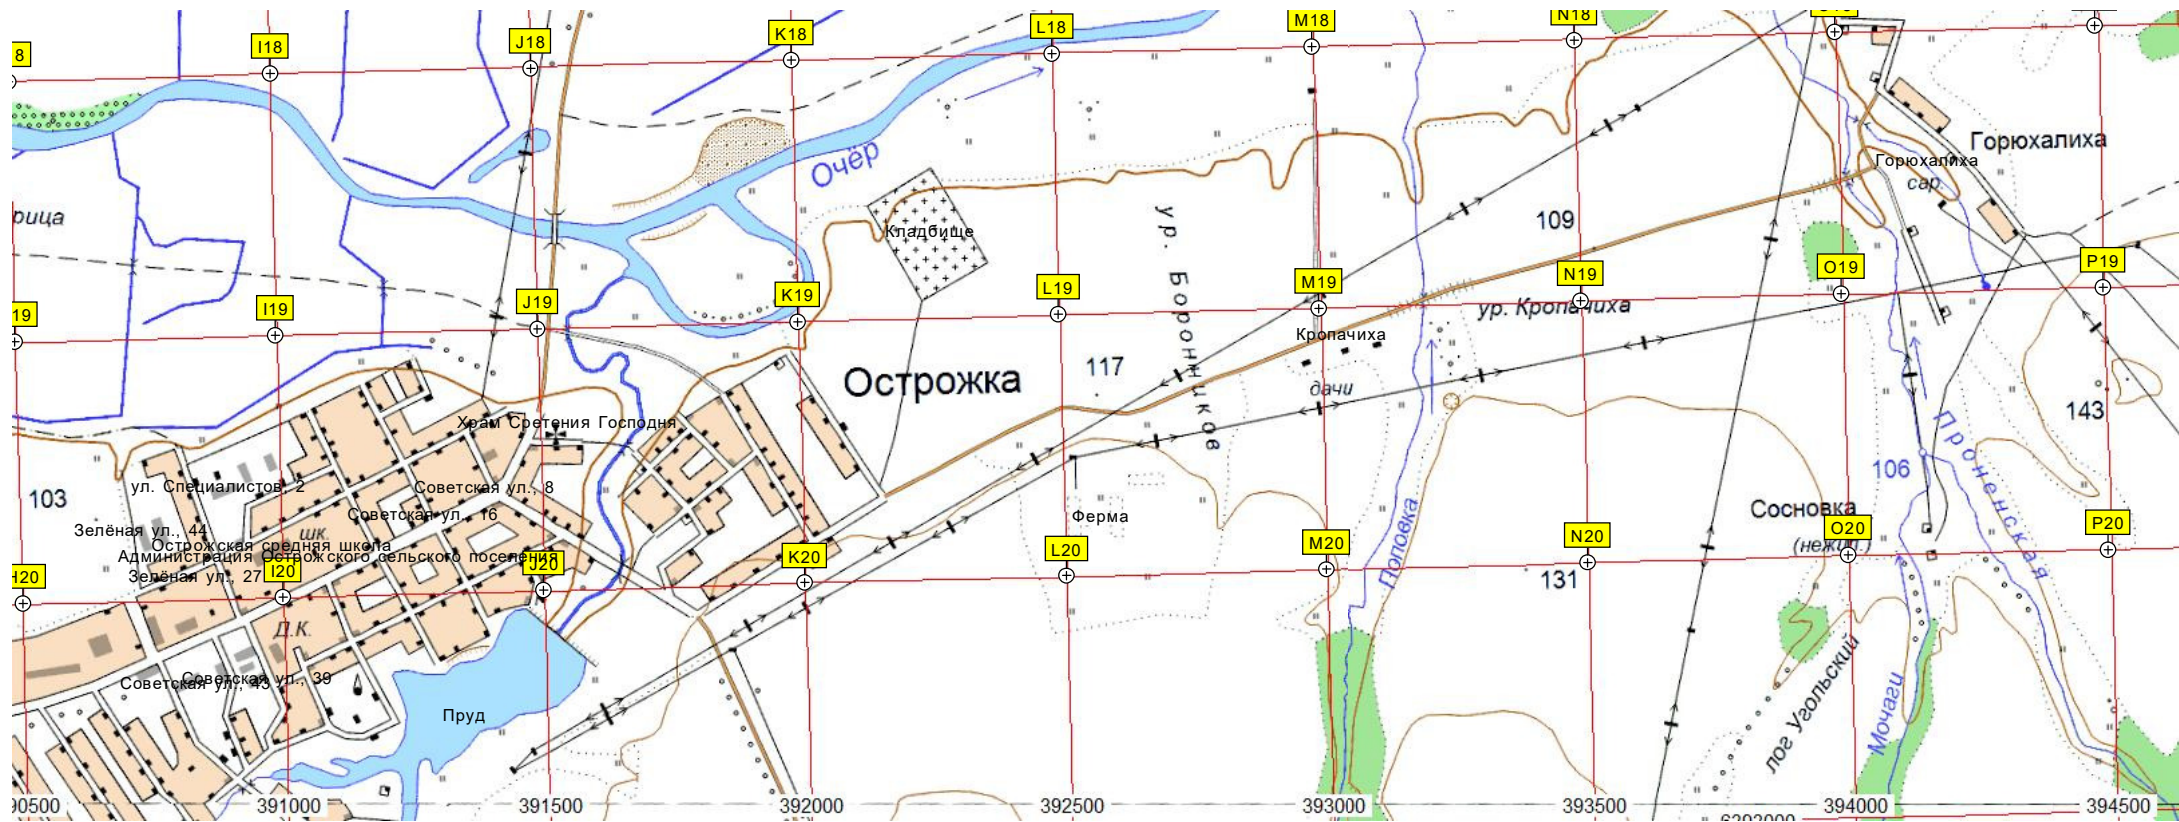 8
I18
J18
K18
L18
M18
N18
Горюхалиха
Горюхалиха
сар.
Очёр
рица
Кладбище
109
ур. Боронщиков
19
I19
J19
K19
L19
M19
N19
O19
P19
ур. Кропачиха
Кропачиха
117
Острожка
дачи
143
Храм Сретения Господня
103
ул. Специалистов, 2
Советская ул., 8
Советская ул., 16
Зелёная ул., 44
шк.
Острожская средняя школа
Администрация Острожского сельского поселения
Зелёная ул., 27
Ферма
106
Проненская
Сосновка
(нежил.)
Поповка
H20
I20
J20
K20
L20
M20
N20
O20
P20
131
Д.К.
Советская ул., 39
Советская ул., 43
Пруд
лог Угольский
Мочаги
90500
391000
391500
392000
392500
393000
393500
394000
394500